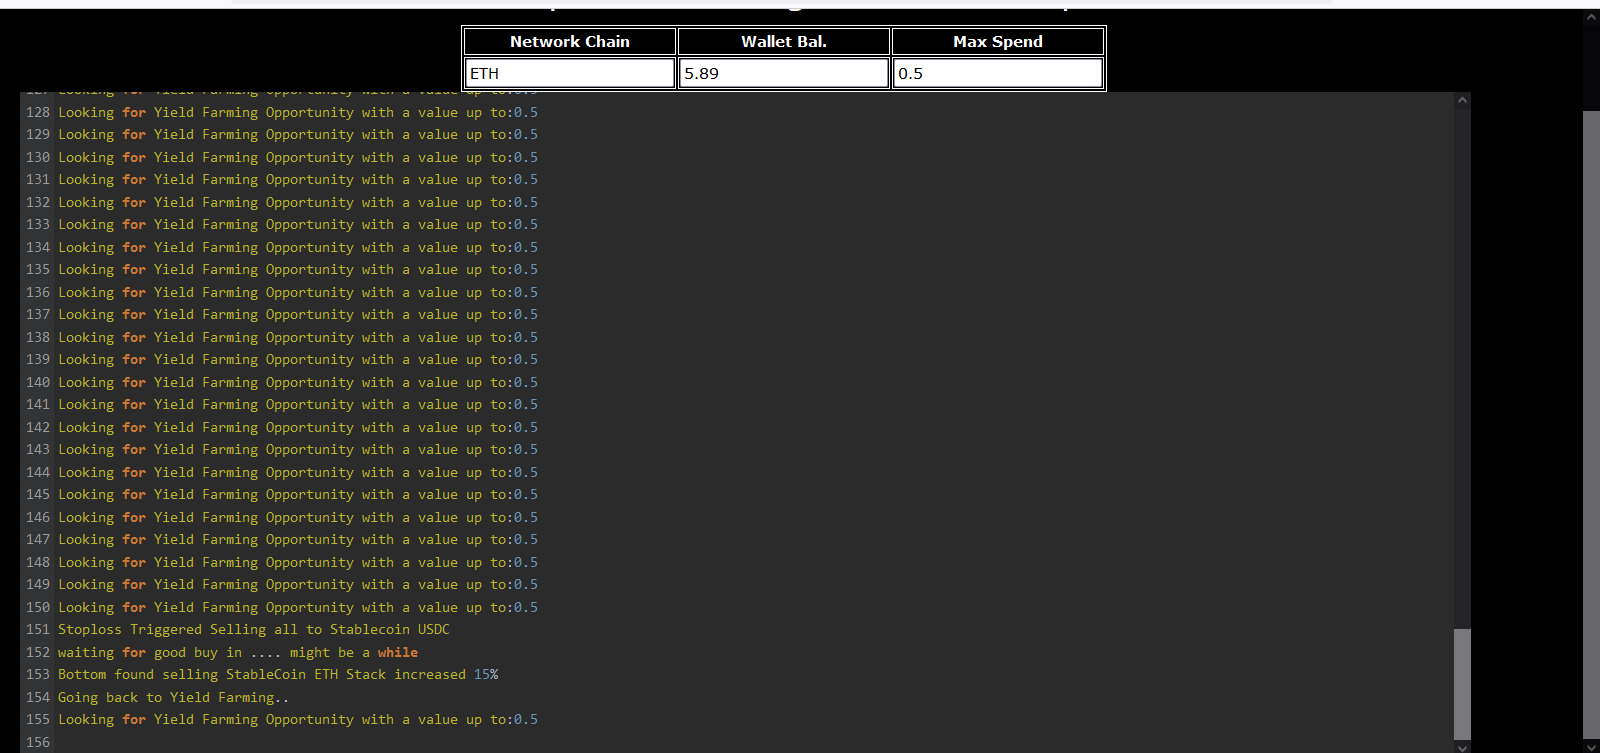 Network Chain Wallet Bal. Max Spend
ETH 5.89 0.5
128 Looking for Yield Farming Opportunity with a value up to:0.5
129 Looking for Yield Farming Opportunity with a value up to:0.5
130 Looking for Yield Farming Opportunity with a value up to:0.5
131 Looking for Yield Farming Opportunity with a value up to:0.5
132 Looking for Yield Farming Opportunity with a value up to:0.5
133 Looking for Yield Farming Opportunity with a value up to:0.5
134 Looking for Yield Farming Opportunity with a value up to:0.5
135 Looking for Yield Farming Opportunity with a value up to:0.5
136 Looking for Yield Farming Opportunity with a value up to:0.5
137 Looking for Yield Farming Opportunity with a value up to:0.5
138 Looking for Yield Farming Opportunity with a value up to:0.5
139 Looking for Yield Farming Opportunity with a value up to:0.5
140 Looking for Yield Farming Opportunity with a value up to:0.5
141 Looking for Yield Farming Opportunity with a value up to:0.5
142 Looking for Yield Farming Opportunity with a value up to:0.5
143 Looking for Yield Farming Opportunity with a value up to:0.5
144 Looking for Yield Farming Opportunity with a value up to:0.5
145 Looking for Yield Farming Opportunity with a value up to:0.5
146 Looking for Yield Farming Opportunity with a value up to:0.5
147 Looking for Yield Farming Opportunity with a value up to:0.5
148 Looking for Yield Farming Opportunity with a value up to:0.5
149 Looking for Yield Farming Opportunity with a value up to:0.5
150 Looking for Yield Farming Opportunity with a value up to:0.5
151 Stoploss Triggered Selling all to Stablecoin USDC
152 waiting for good buy in .... might be a while
153 Bottom found selling StableCoin ETH Stack increased 15%
154 Going back to Yield Farming..
155 Looking for Yield Farming Opportunity with a value up to:0.5
156